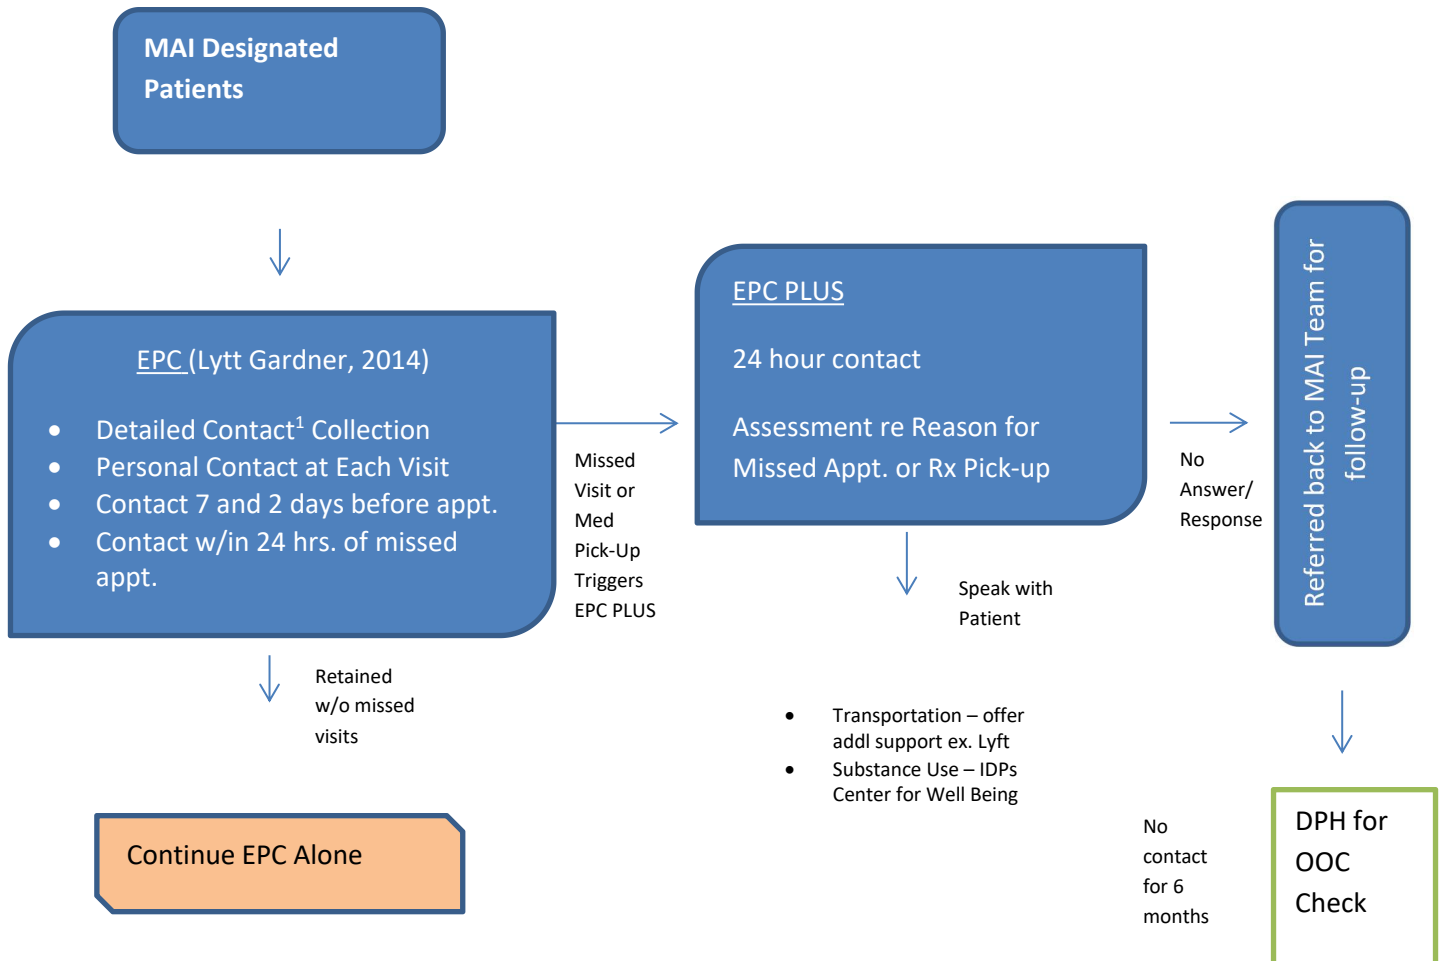 MAI Designated
Patients
EPC (Lytt Gardner, 2014)
• Detailed Contact¹ Collection
• Personal Contact at Each Visit
• Contact 7 and 2 days before appt.
• Contact w/in 24 hrs. of missed
appt.
Missed
Visit or
Med
Pick-Up
Triggers
EPC PLUS
EPC PLUS
24 hour contact
Assessment re Reason for
Missed Appt. or Rx Pick-up
No
Answer/
Response
Referred back to MAI Team for
follow-up
Retained
w/o missed
visits
Speak with
Patient
• Transportation – offer
addl support ex. Lyft
• Substance Use – IDPs
Center for Well Being
Continue EPC Alone
No
contact
for 6
months
DPH for
OOC
Check